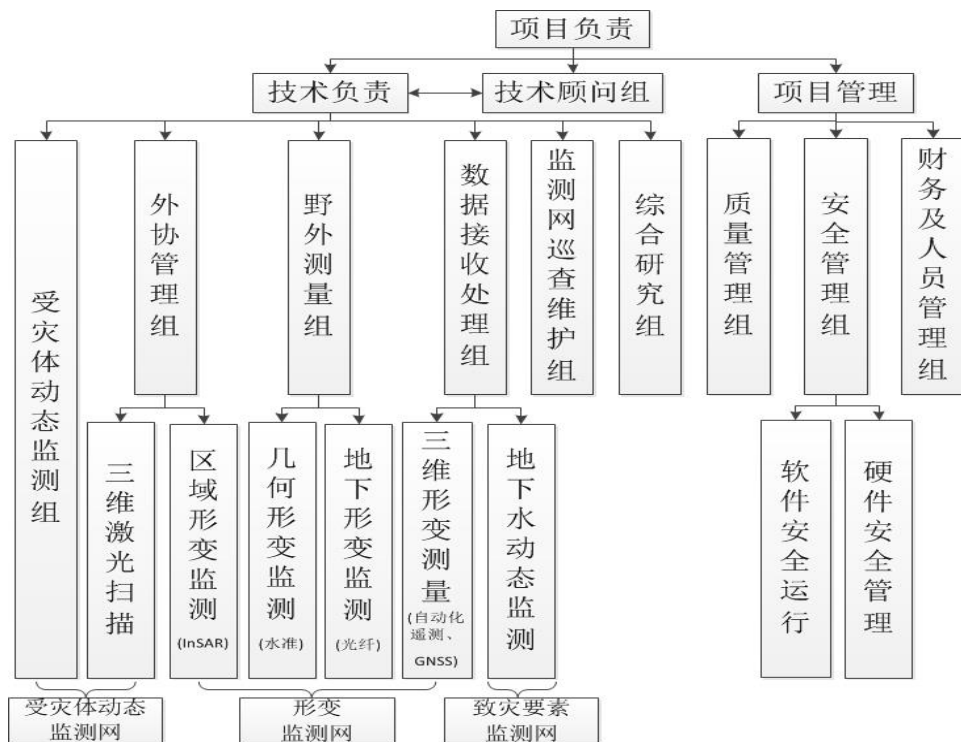 项目负责
技术负责
技术顾问组
项目管理
受灾体动态监测组
外协管理组
野外测量组
数据接收处理组
监测网巡查维护组
综合研究组
质量管理组
安全管理组
财务及人员管理组
三维激光扫描
区域形变监测
(InSAR)
几何形变监测
(水准)
地下形变监测
(光纤)
三维形变测量
(自动化
遥测、
GNSS)
地下水动态监测
软件安全运行
硬件安全管理
受灾体动态
监测网
形变
监测网
致灾要素
监测网